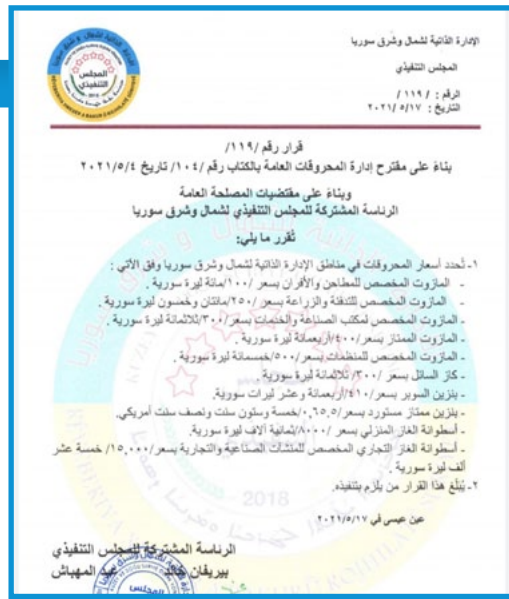 الإدارة الذاتية لشمال وشرق سوريا
المجلس التنفيذي
الرقم : / ١١٩ /
التاريخ : ٢٠٢١/٥/١٧
المجلس
التنفيذي
2018
قرار رقم /١١٩/
بناءً على مقترح إدارة المحروقات العامة بالكتاب رقم /١٠٤/ تاريخ ٢٠٢١/٥/٤
وبناءً على مقتضيات المصلحة العامة
الرئاسة المشتركة للمجلس التنفيذي لشمال وشرق سوريا
تُقرر ما يلي:
١- تُحدد أسعار المحروقات في مناطق الإدارة الذاتية لشمال وشرق سوريا وفق الآتي :
- المازوت المخصص للمطاحن والأفران بسعر /١٠٠/مائة ليرة سورية .
- المازوت المخصص للتدفئة والزراعة بسعر /٢٥٠/مائتان وخمسون ليرة سورية .
- المازوت المخصص لمكتب الصناعة والخدمات بسعر/٣٠٠/ثلاثمائة ليرة سورية .
- المازوت الممتاز بسعر/٤٠٠/أربعمائة ليرة سورية .
- المازوت المخصص للمنظمات بسعر/٥٠٠/خمسمائة ليرة سورية .
- كاز السائل بسعر /٣٠٠/ ثلاثمائة ليرة سورية .
- بنزين السوبر بسعر/٤١٠/أربعمائة وعشر ليرات سورية.
- بنزين ممتاز مستورد بسعر/٠,٦٥.٥/خمسة وستون سنت ونصف سنت أمريكي.
- أسطوانة الغاز المنزلي بسعر /٨٠٠٠/ثمانية آلاف ليرة سورية.
- أسطوانة الغاز التجاري المخصص للمنشآت الصناعية والتجارية بسعر/١٥,٠٠٠/ خمسة عشر
ألف ليرة سورية .
٢- يُبَلَّغ هذا القرار من يلزم بتنفيذه.
2018
عين عيسى في ٢٠٢١/٥/١٧
الرئاسة المشتركة للمجلس التنفيذي
بيريفان المهباش
المجلس